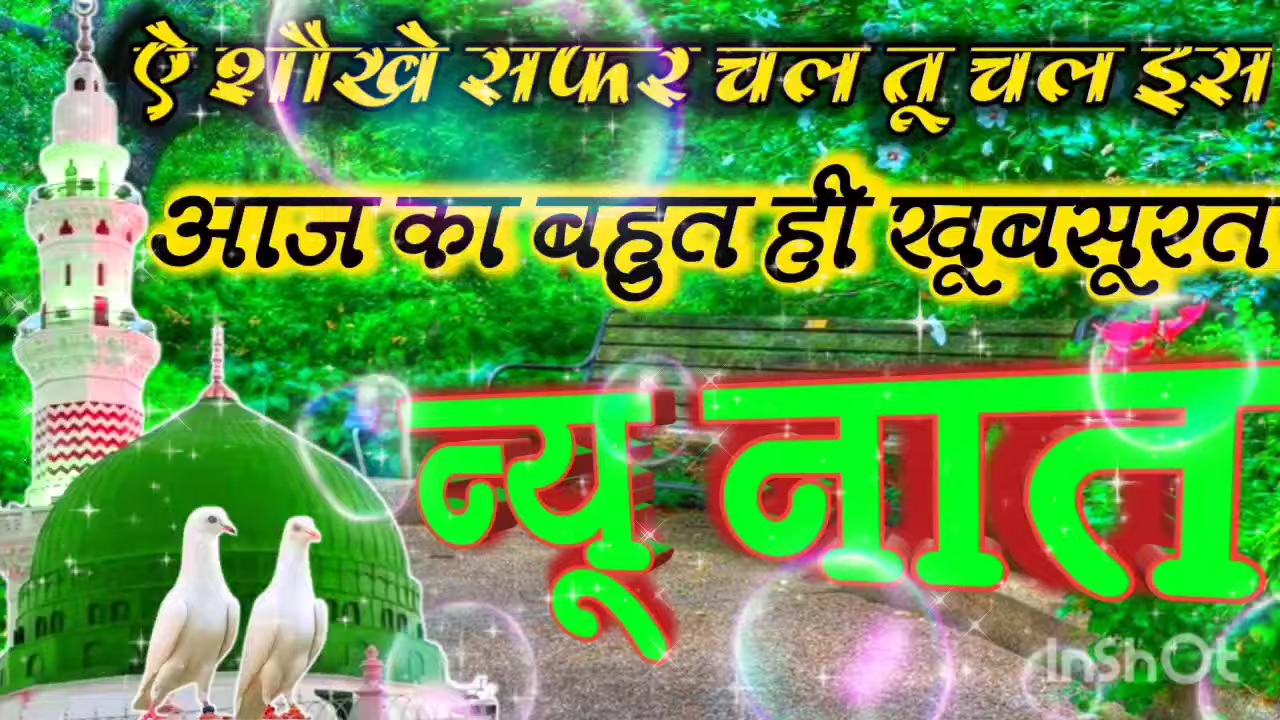 ऐ शौखे सफर चल तू चल इस
आज का बहुत ही खूबसूरत
न्यू नात
InShOt